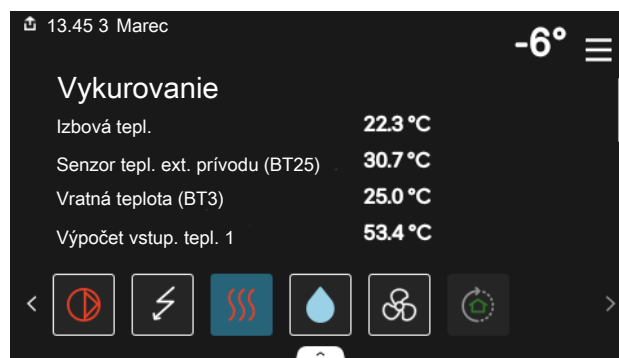 13.45 3 Marec
-6°
Vykurovanie
Izbová tepl. 22.3 °C
Senzor tepl. ext. prívodu (BT25) 30.7 °C
Vratná teplota (BT3) 25.0 °C
Výpočet vstup. tepl. 1 53.4 °C